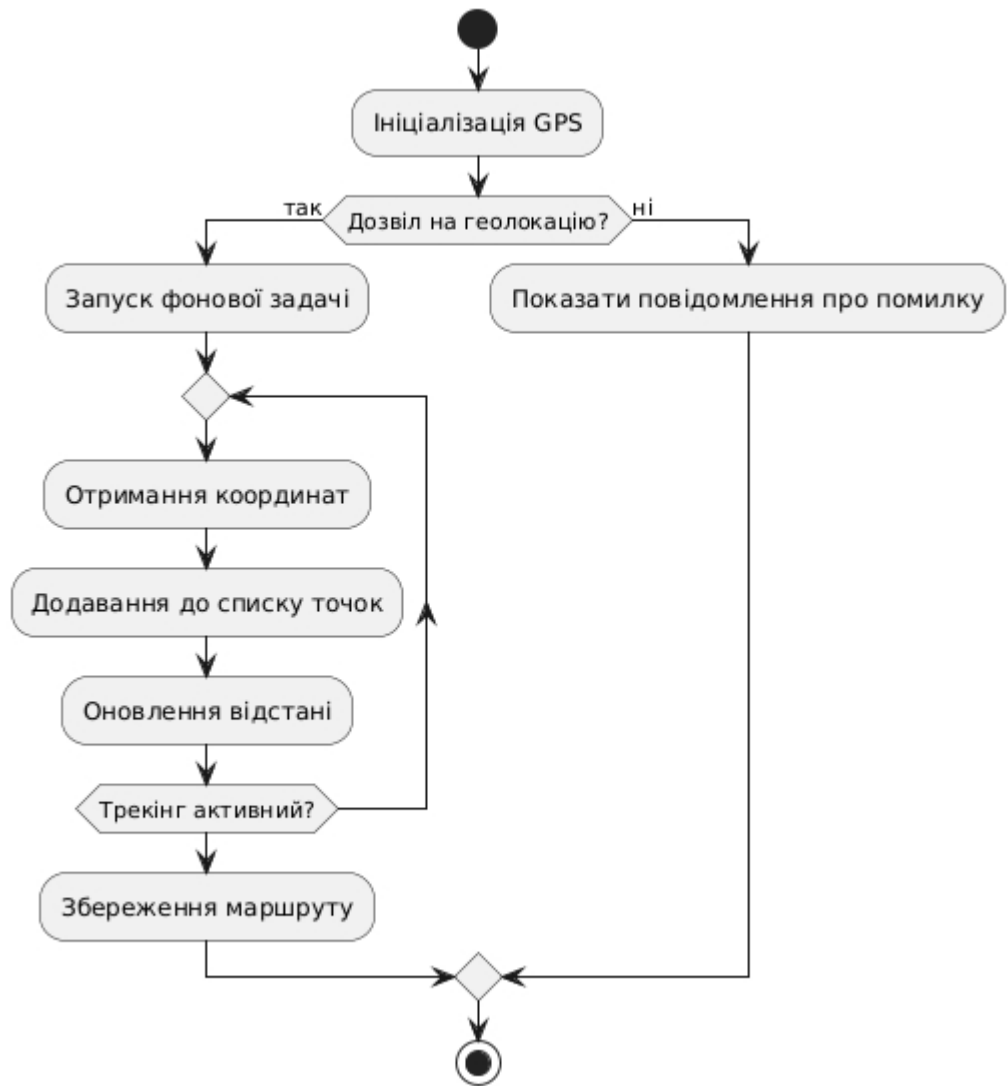 Ініціалізація GPS
так
Дозвіл на геолокацію?
ні
Запуск фонової задачі
Показати повідомлення про помилку
Отримання координат
Додавання до списку точок
Оновлення відстані
Трекінг активний?
Збереження маршруту